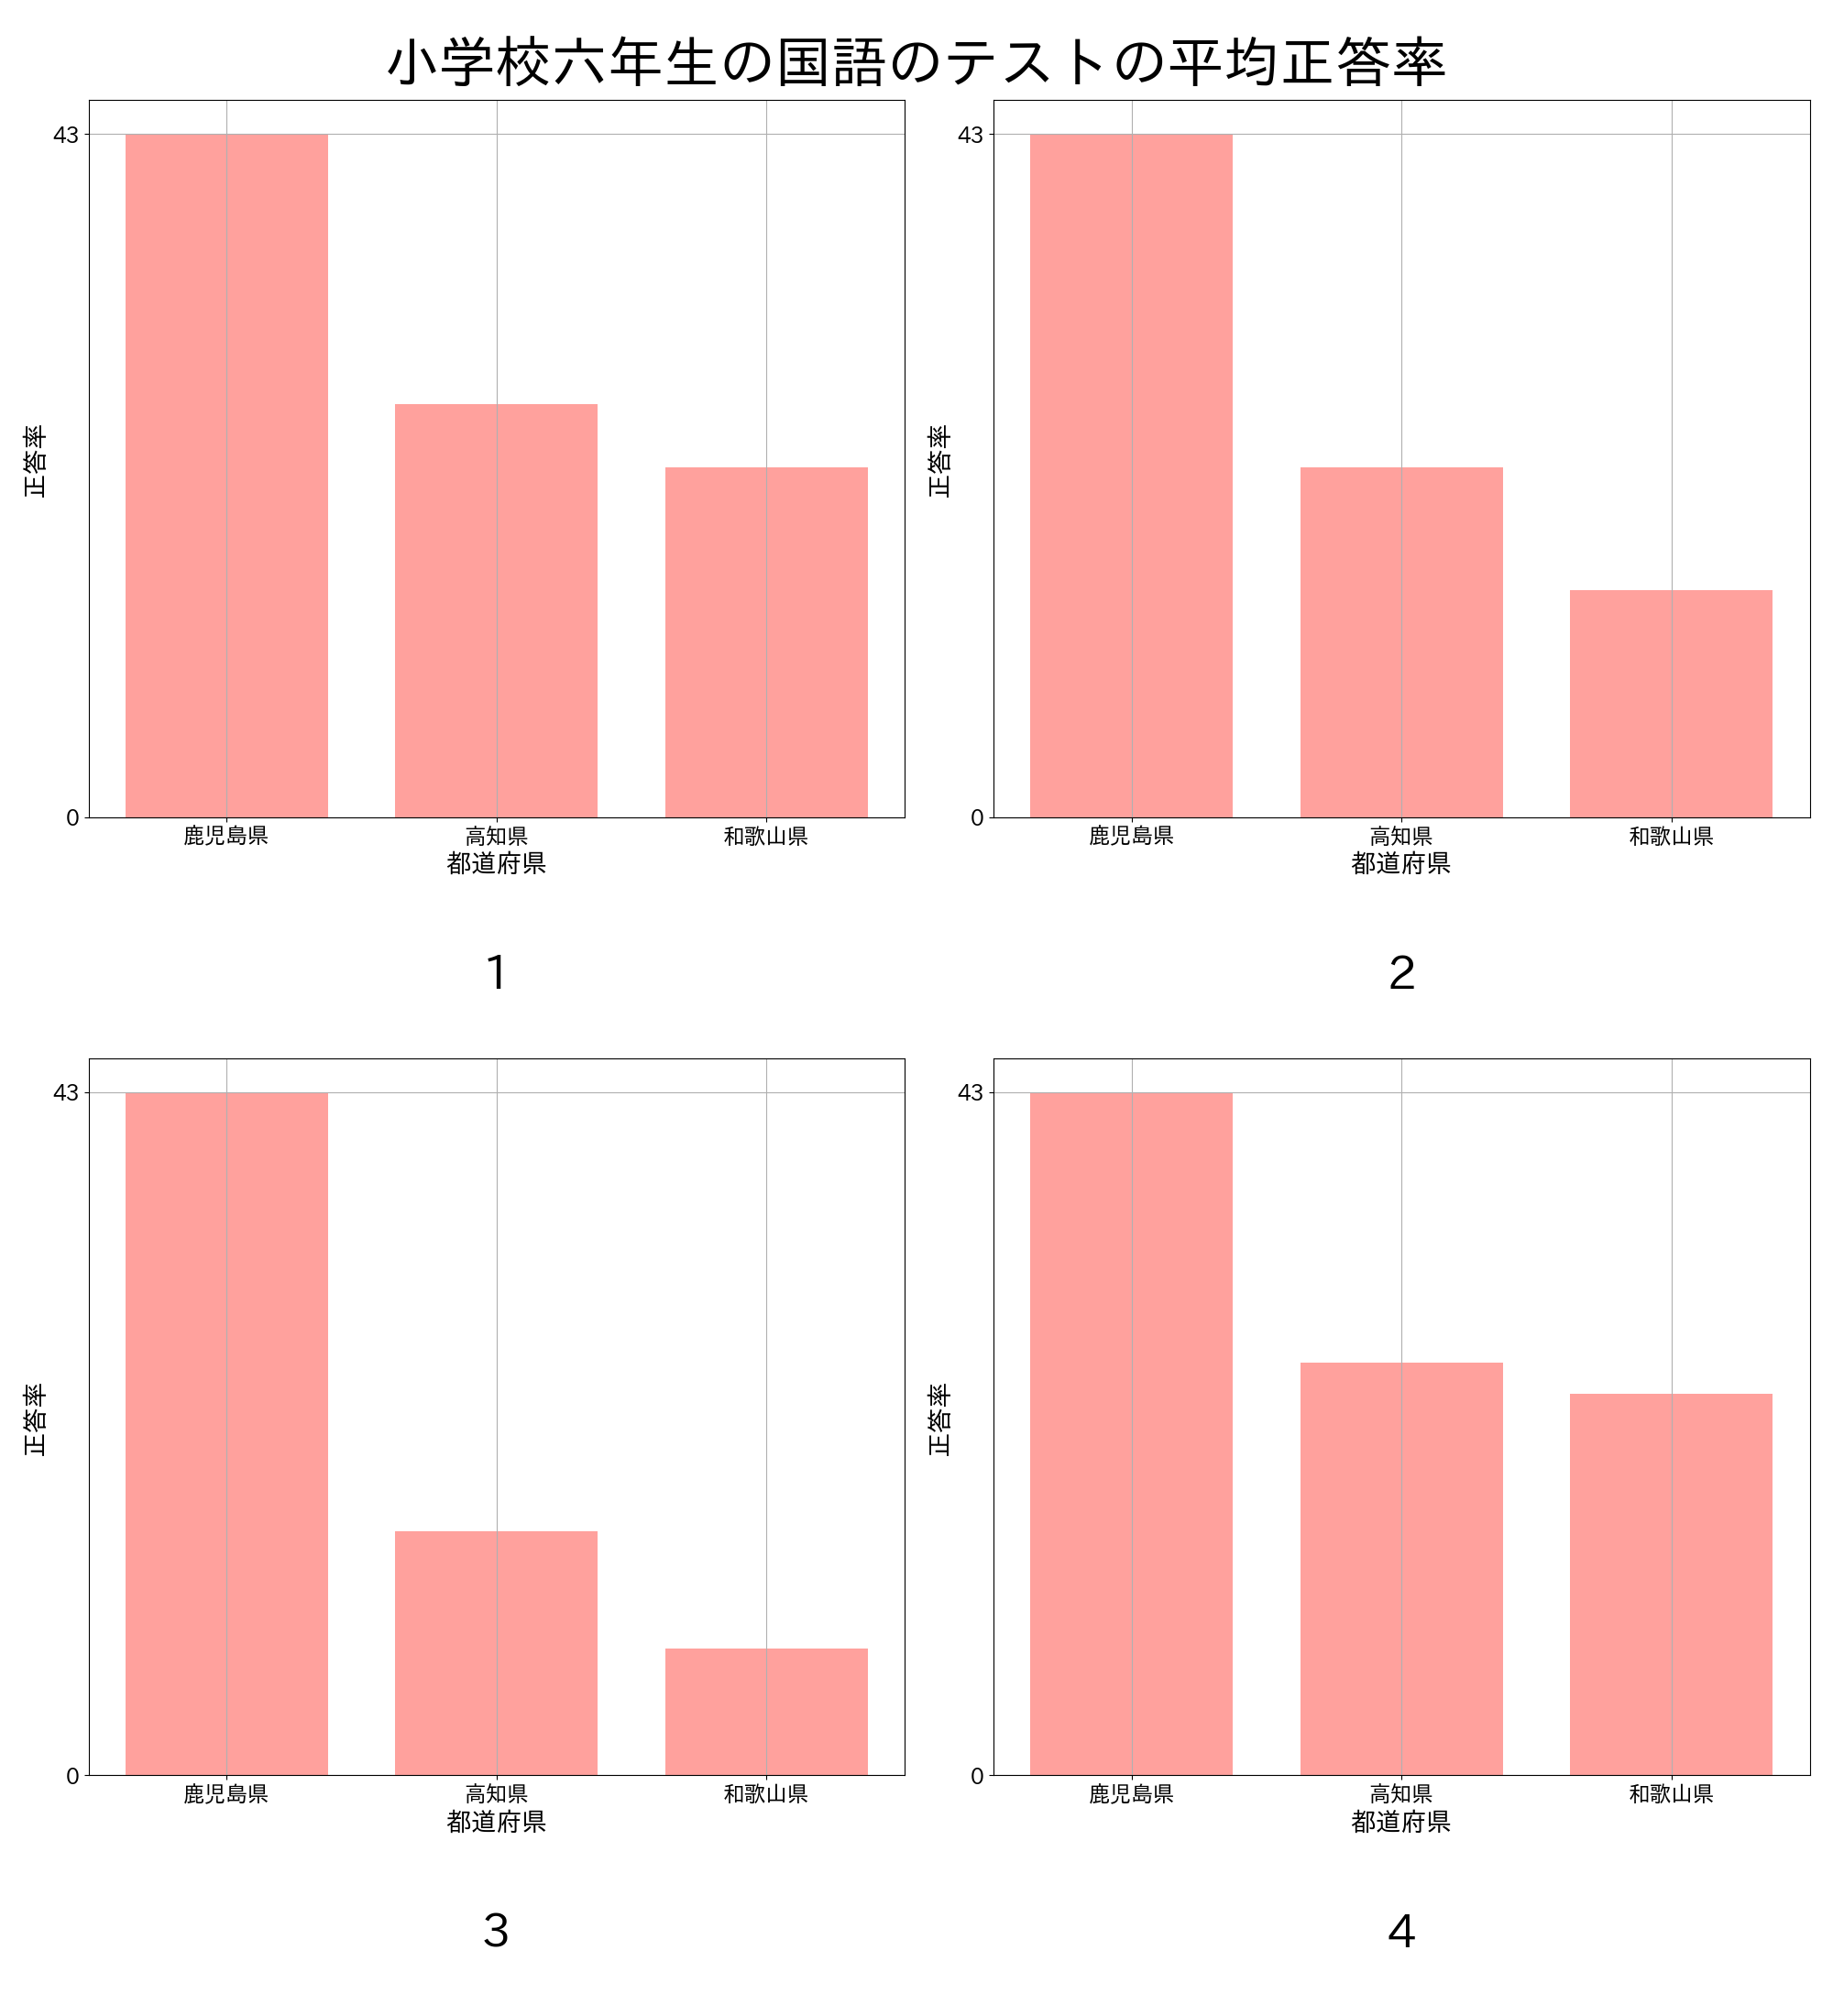 小学校六年生の国語のテストの平均正答率
43
0
正答率
鹿児島県 高知県 和歌山県
都道府県
1
43
0
正答率
鹿児島県 高知県 和歌山県
都道府県
2
43
0
正答率
鹿児島県 高知県 和歌山県
都道府県
3
43
0
正答率
鹿児島県 高知県 和歌山県
都道府県
4